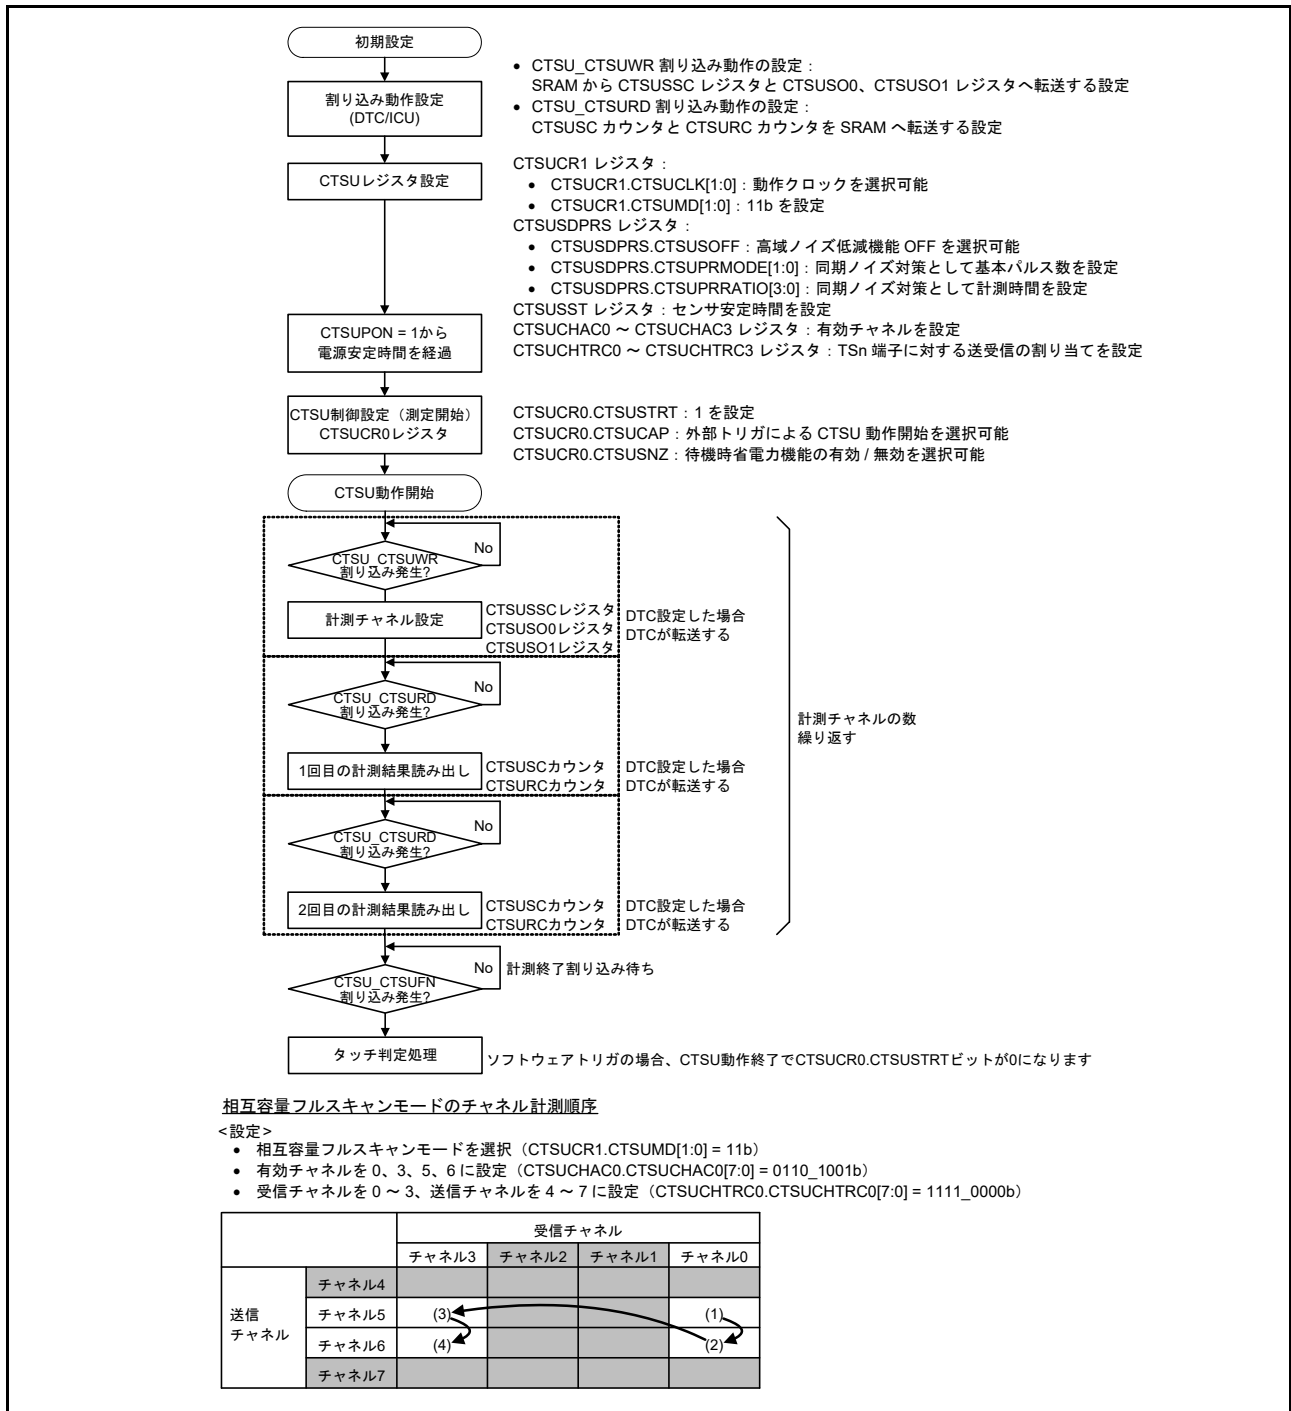 初期設定
割り込み動作設定
(DTC/ICU)
• CTSU_CTSUWR 割り込み動作の設定：
SRAM から CTSUSSC レジスタと CTSUSO0、CTSUSO1 レジスタへ転送する設定
• CTSU_CTSURD 割り込み動作の設定：
CTSUSC カウンタと CTSURC カウンタを SRAM へ転送する設定
CTSUレジスタ設定
CTSUCR1 レジスタ：
• CTSUCR1.CTSUCLK[1:0]：動作クロックを選択可能
• CTSUCR1.CTSUMD[1:0]：11b を設定
CTSUSDPRS レジスタ：
• CTSUSDPRS.CTSUSOFF：高域ノイズ低減機能 OFF を選択可能
• CTSUSDPRS.CTSUPRMODE[1:0]：同期ノイズ対策として基本パルス数を設定
• CTSUSDPRS.CTSUPRRATIO[3:0]：同期ノイズ対策として計測時間を設定
CTSUSST レジスタ：センサ安定時間を設定
CTSUCHAC0 ～ CTSUCHAC3 レジスタ：有効チャネルを設定
CTSUCHTRC0 ～ CTSUCHTRC3 レジスタ：TSn 端子に対する送受信の割り当てを設定
CTSUPON = 1から
電源安定時間を経過
CTSU制御設定（測定開始）
CTSUCR0レジスタ
CTSUCR0.CTSUSTRT：1 を設定
CTSUCR0.CTSUCAP：外部トリガによる CTSU 動作開始を選択可能
CTSUCR0.CTSUSNZ：待機時省電力機能の有効 / 無効を選択可能
CTSU動作開始
CTSU_CTSUWR
割り込み発生?
No
計測チャネル設定
CTSUSSCレジスタ
CTSUSO0レジスタ
CTSUSO1レジスタ
DTC設定した場合
DTCが転送する
CTSU_CTSURD
割り込み発生?
No
1回目の計測結果読み出し
CTSUSCカウンタ
CTSURCカウンタ
DTC設定した場合
DTCが転送する
計測チャネルの数
繰り返す
CTSU_CTSURD
割り込み発生?
No
2回目の計測結果読み出し
CTSUSCカウンタ
CTSURCカウンタ
DTC設定した場合
DTCが転送する
CTSU_CTSUFN
割り込み発生?
No
計測終了割り込み待ち
タッチ判定処理
ソフトウェアトリガの場合、CTSU動作終了でCTSUCR0.CTSUSTRTビットが0になります
相互容量フルスキャンモードのチャネル計測順序
<設定>
• 相互容量フルスキャンモードを選択（CTSUCR1.CTSUMD[1:0] = 11b）
• 有効チャネルを 0、3、5、6 に設定（CTSUCHAC0.CTSUCHAC0[7:0] = 0110_1001b）
• 受信チャネルを 0 ～ 3、送信チャネルを 4 ～ 7 に設定（CTSUCHTRC0.CTSUCHTRC0[7:0] = 1111_0000b）
受信チャネル
チャネル3 チャネル2 チャネル1 チャネル0
チャネル4
送信
チャネル
チャネル5 (3) (1)
チャネル6 (4) (2)
チャネル7